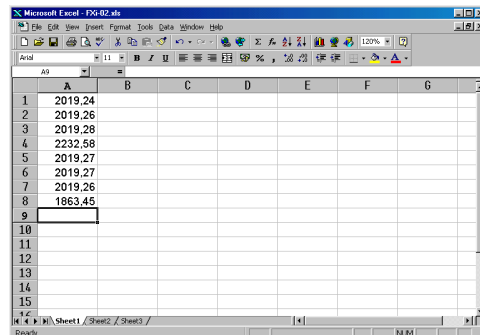 Microsoft Excel - FXi-02.xls
File Edit View Insert Format Tools Data Window Help
120%
Arial 11 B I U
A9 =
A B C D E F G
1 2019,24
2 2019,26
3 2019,28
4 2232,58
5 2019,27
6 2019,27
7 2019,26
8 1863,45
9
10
11
12
13
14
15
16
Sheet1 / Sheet2 / Sheet3 /
Ready NUM